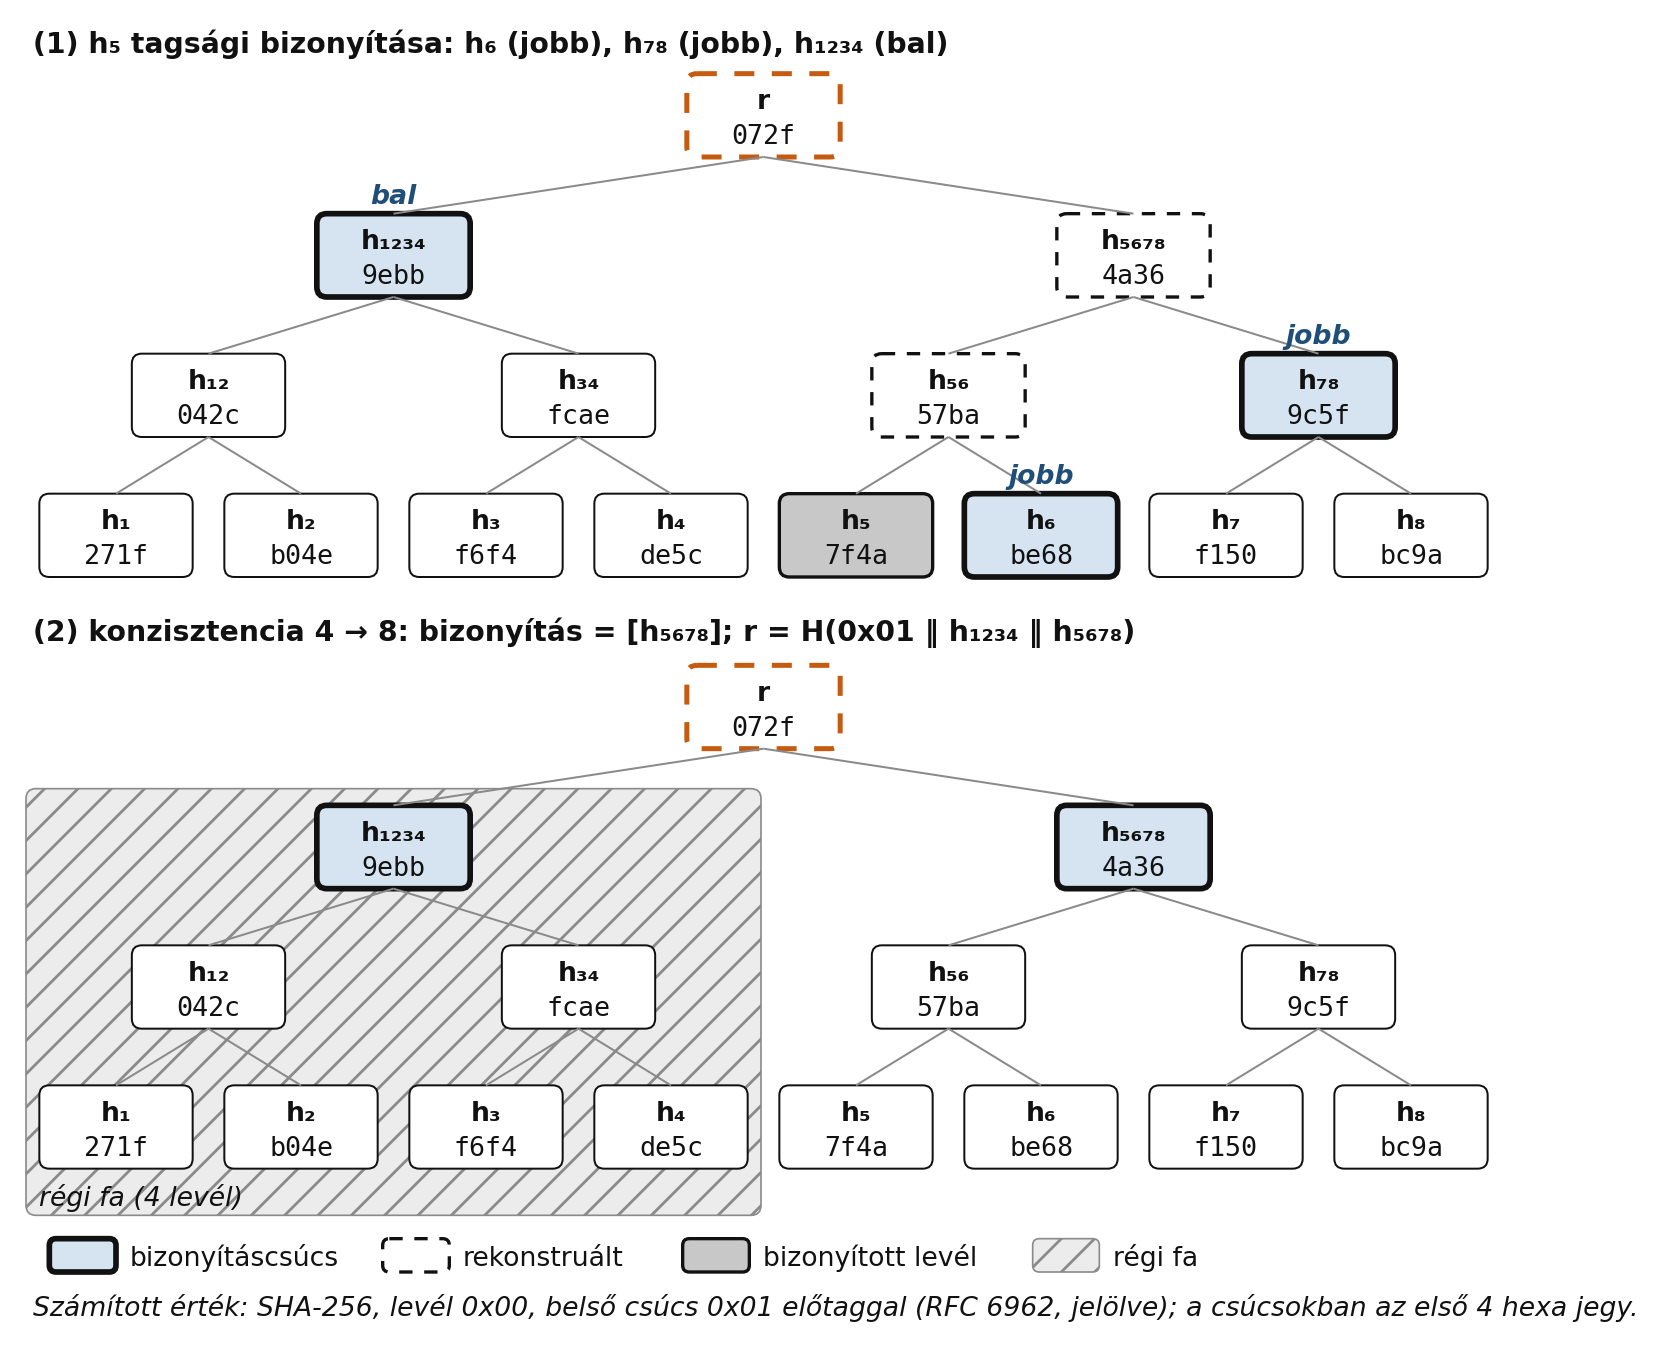 (1) h₅ tagsági bizonyítása: h₆ (jobb), h₇₈ (jobb), h₁₂₃₄ (bal)
r
072f
bal
h₁₂₃₄
9ebb
h₅₆₇₈
4a36
jobb
h₁₂
042c
h₃₄
fcae
h₅₆
57ba
h₇₈
9c5f
jobb
h₁
271f
h₂
b04e
h₃
f6f4
h₄
de5c
h₅
7f4a
h₆
be68
h₇
f150
h₈
bc9a
(2) konzisztencia 4 → 8: bizonyítás = [h₅₆₇₈]; r = H(0x01 ‖ h₁₂₃₄ ‖ h₅₆₇₈)
r
072f
h₁₂₃₄
9ebb
h₅₆₇₈
4a36
h₁₂
042c
h₃₄
fcae
h₅₆
57ba
h₇₈
9c5f
h₁
271f
h₂
b04e
h₃
f6f4
h₄
de5c
h₅
7f4a
h₆
be68
h₇
f150
h₈
bc9a
régi fa (4 levél)
bizonyításcsúcs
rekonstruált
bizonyított levél
régi fa
Számított érték: SHA-256, levél 0x00, belső csúcs 0x01 előtaggal (RFC 6962, jelölve); a csúcsokban az első 4 hexa jegy.